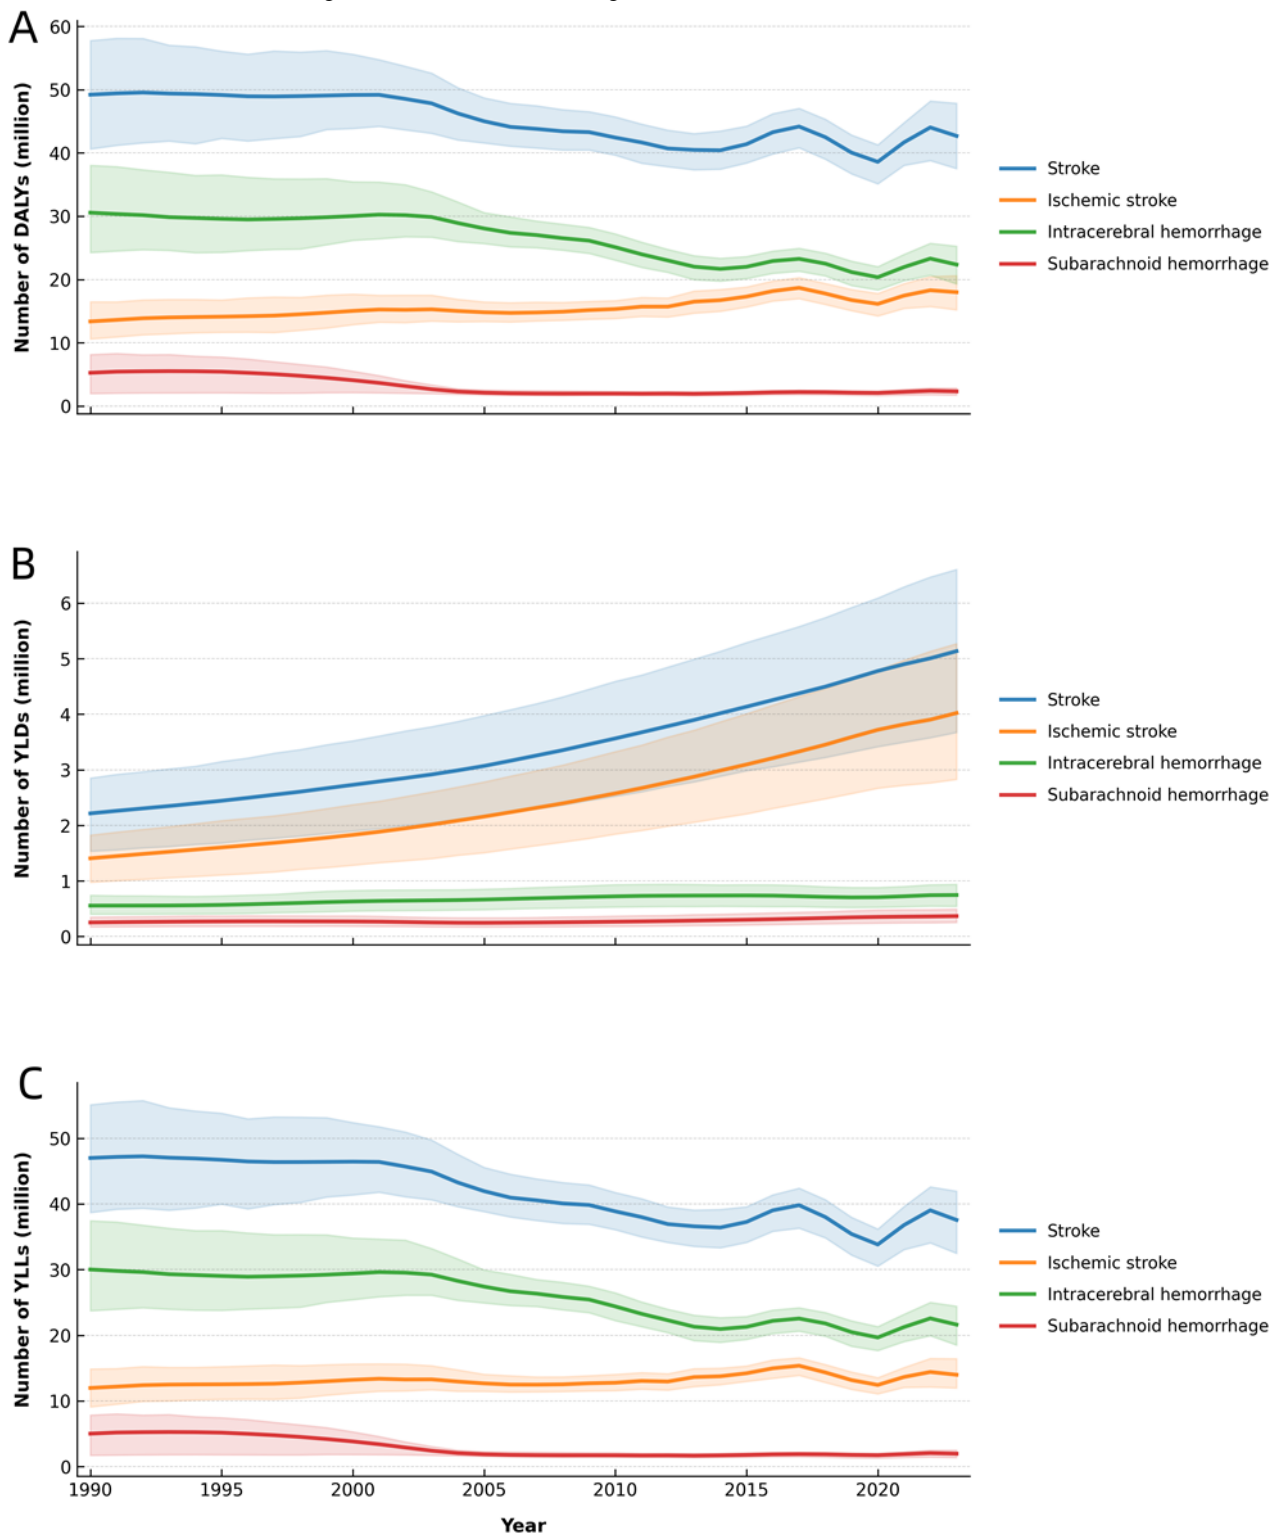 A
Number of DALYs (million)
60
50
40
30
20
10
0
Stroke
Ischemic stroke
Intracerebral hemorrhage
Subarachnoid hemorrhage
B
Number of YLDs (million)
6
5
4
3
2
1
0
Stroke
Ischemic stroke
Intracerebral hemorrhage
Subarachnoid hemorrhage
C
Number of YLLs (million)
50
40
30
20
10
0
Stroke
Ischemic stroke
Intracerebral hemorrhage
Subarachnoid hemorrhage
1990 1995 2000 2005 2010 2015 2020
Year